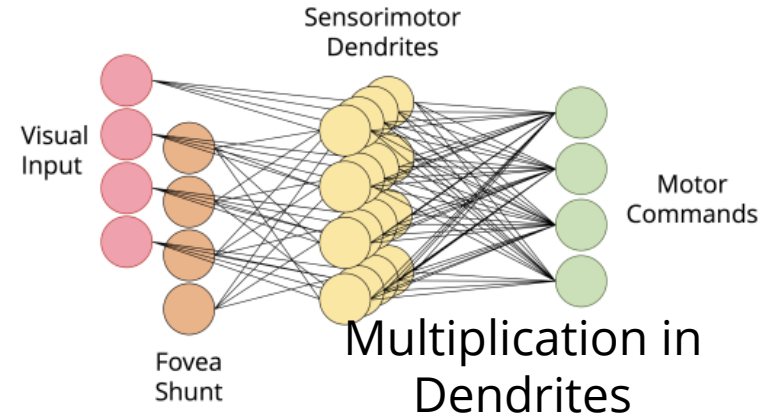 Sensorimotor
Dendrites
Visual
Input
Motor
Commands
Fovea
Shunt
Multiplication in
Dendrites